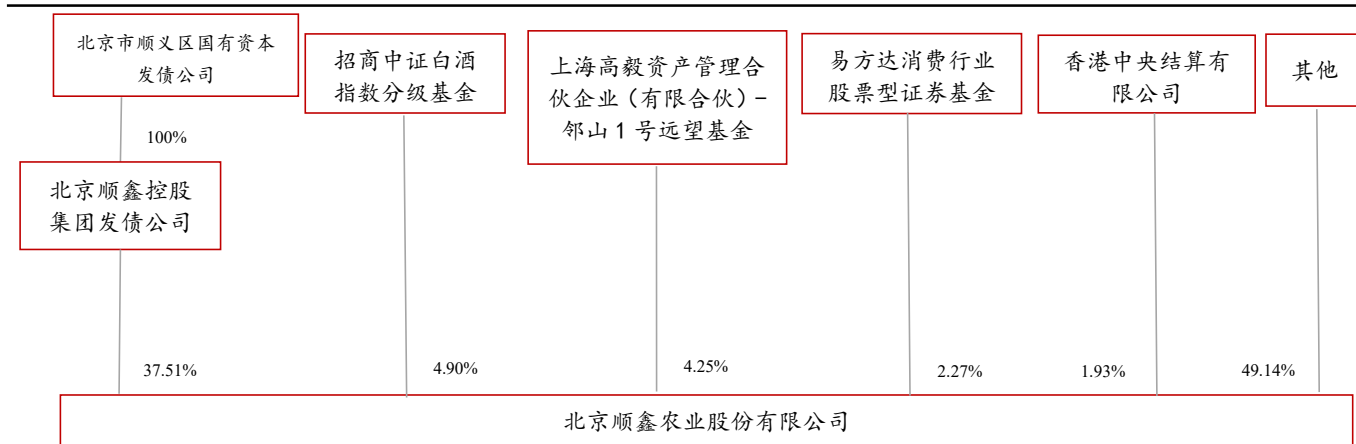 北京市顺义区国有资本
发债公司
招商中证白酒
指数分级基金
上海高毅资产管理合
伙企业（有限合伙）-
邻山 1 号远望基金
易方达消费行业
股票型证券基金
香港中央结算有
限公司
其他
100%
北京顺鑫控股
集团发债公司
37.51%
4.90%
4.25%
2.27%
1.93%
49.14%
北京顺鑫农业股份有限公司